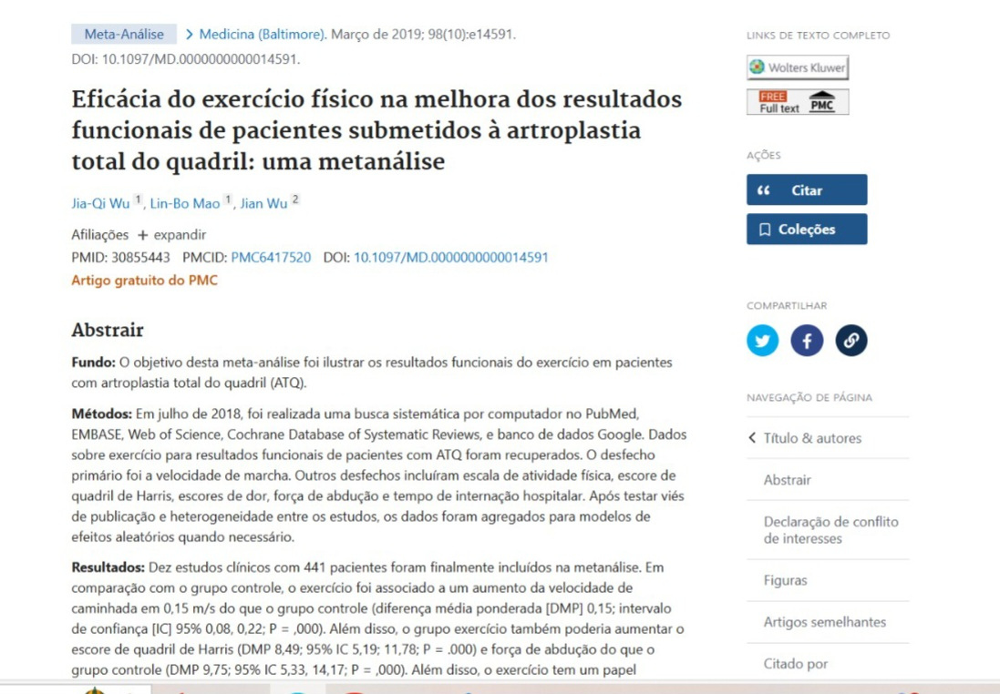 Meta-Análise > Medicina (Baltimore). Março de 2019; 98(10):e14591.
DOI: 10.1097/MD.0000000000014591.
Eficácia do exercício físico na melhora dos resultados
funcionais de pacientes submetidos à artroplastia
total do quadril: uma metanálise
Jia-Qi Wu 1, Lin-Bo Mao 1, Jian Wu 2
Afiliações + expandir
PMID: 30855443 PMCID: PMC6417520 DOI: 10.1097/MD.0000000000014591
Artigo gratuito do PMC
Abstrair
Fundo: O objetivo desta meta-análise foi ilustrar os resultados funcionais do exercício em pacientes
com artroplastia total do quadril (ATQ).
Métodos: Em julho de 2018, foi realizada uma busca sistemática por computador no PubMed,
EMBASE, Web of Science, Cochrane Database of Systematic Reviews, e banco de dados Google. Dados
sobre exercício para resultados funcionais de pacientes com ATQ foram recuperados. O desfecho
primário foi a velocidade de marcha. Outros desfechos incluíram escala de atividade física, escore de
quadril de Harris, escores de dor, força de abdução e tempo de internação hospitalar. Após testar viés
de publicação e heterogeneidade entre os estudos, os dados foram agregados para modelos de
efeitos aleatórios quando necessário.
Resultados: Dez estudos clínicos com 441 pacientes foram finalmente incluídos na metanálise. Em
comparação com o grupo controle, o exercício foi associado a um aumento da velocidade de
caminhada em 0,15 m/s do que o grupo controle (diferença média ponderada [DMP] 0,15; intervalo
de confiança [IC] 95% 0,08, 0,22; P = ,000). Além disso, o grupo exercício também poderia aumentar o
escore de quadril de Harris (DMP 8,49; 95% IC 5,19; 11,78; P = .000) e força de abdução do que o
grupo controle (DMP 9,75; 95% IC 5,33, 14,17; P = ,000). Além disso, o exercício tem um papel
LINKS DE TEXTO COMPLETO
Wolters Kluwer
FREE
Full text PMC
AÇÕES
Citar
Coleções
COMPARTILHAR
NAVEGAÇÃO DE PÁGINA
Título & autores
Abstrair
Declaração de conflito
de interesses
Figuras
Artigos semelhantes
Citado por